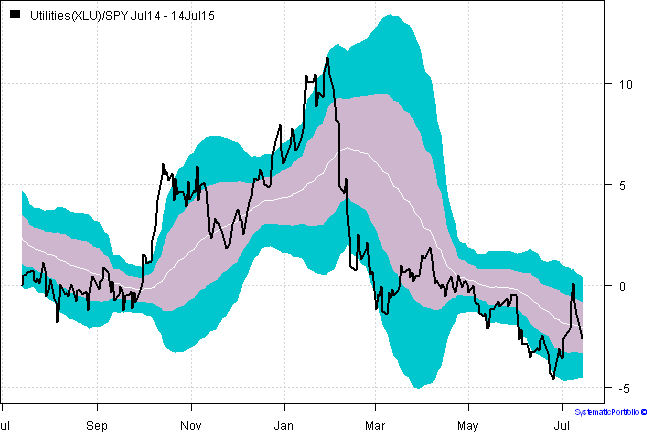 Utilities(XLU)/SPY Jul14 - 14Jul15
10
5
0
-5
ul Sep Nov Jan Mar May Jul
SystematicPortfolio ©